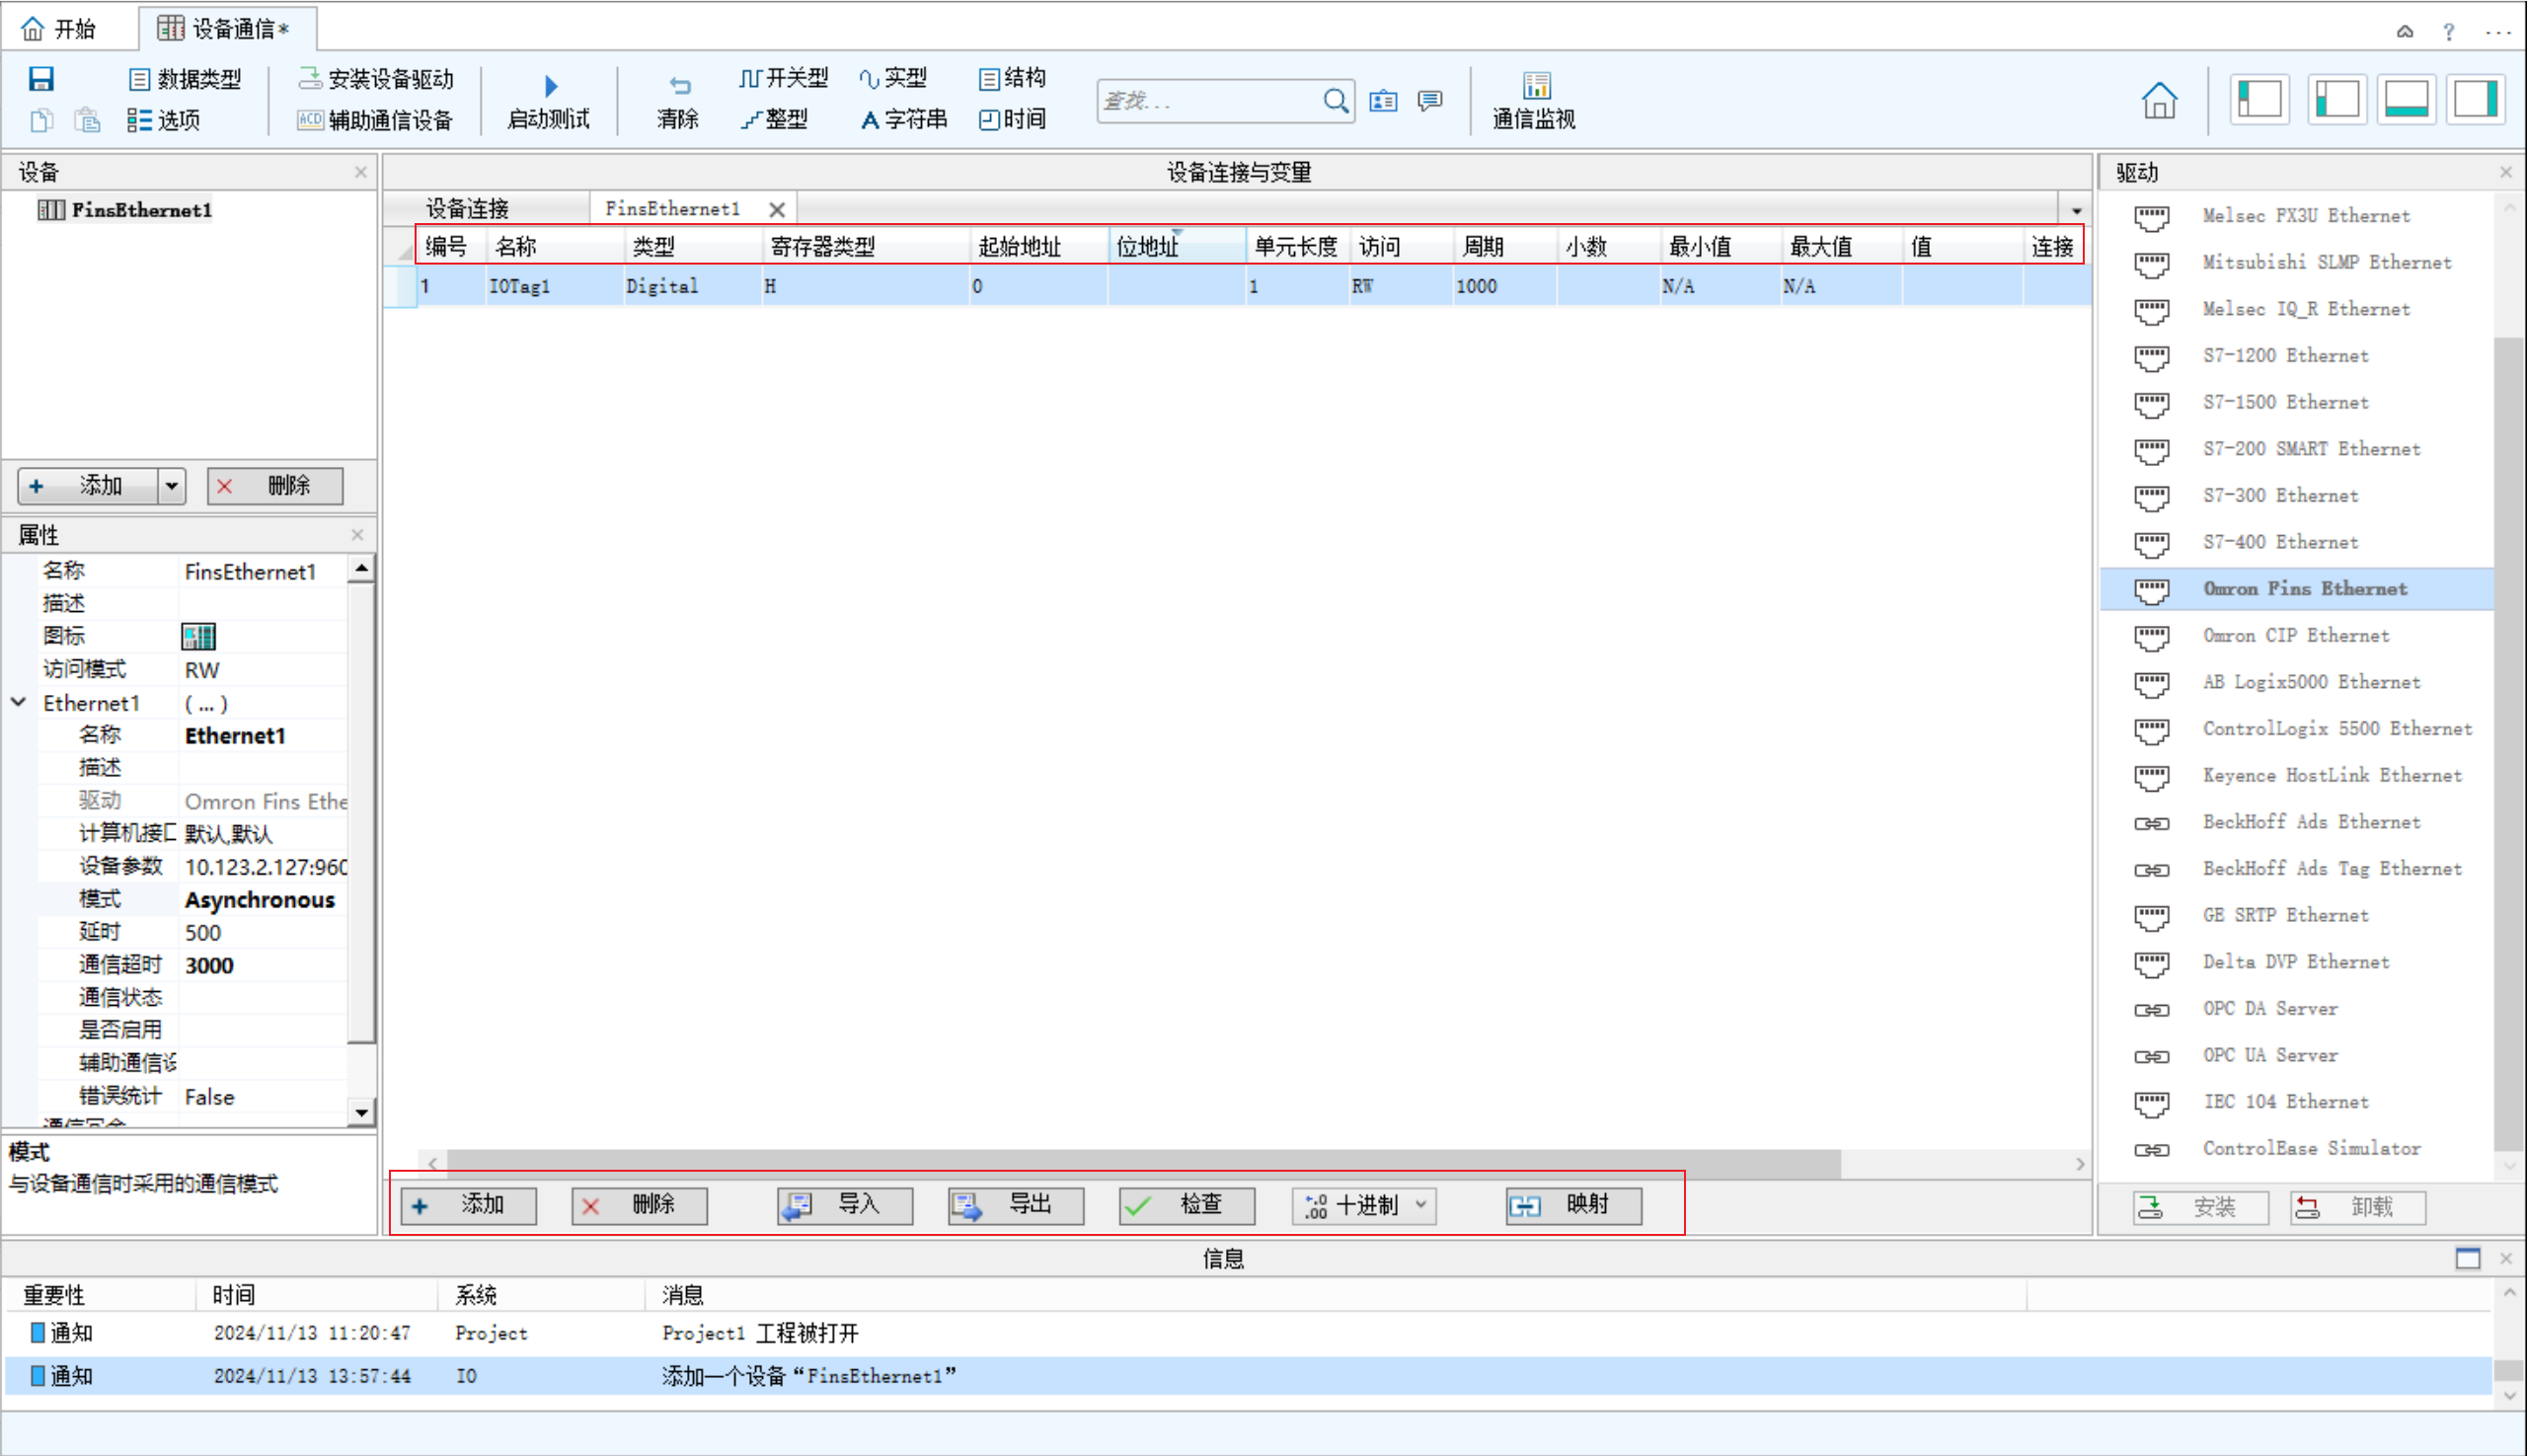 开始
设备通信*
? ...
数据类型
选项
安装设备驱动
ACD 辅助通信设备
启动测试
清除
开关型
实型
结构
整型
A 字符串
时间
查找...
通信监视
设备
FinsEthernet1
添加
删除
属性
名称 FinsEthernet1
描述
图标
访问模式 RW
Ethernet1 ( ... )
名称 Ethernet1
描述
驱动 Omron Fins Ethe
计算机接口 默认,默认
设备参数 10.123.2.127:960
模式 Asynchronous
延时 500
通信超时 3000
通信状态
是否启用
辅助通信设
错误统计 False
模式
与设备通信时采用的通信模式
设备连接与变量
设备连接 FinsEthernet1
编号 名称 类型 寄存器类型 起始地址 位地址 单元长度 访问 周期 小数 最小值 最大值 值 连接
1 IOTag1 Digital H 0 1 RW 1000 N/A N/A
添加 删除 导入 导出 检查 .00 十进制 映射
驱动
Melsec FX3U Ethernet
Mitsubishi SLMP Ethernet
Melsec IQ_R Ethernet
S7-1200 Ethernet
S7-1500 Ethernet
S7-200 SMART Ethernet
S7-300 Ethernet
S7-400 Ethernet
Omron Fins Ethernet
Omron CIP Ethernet
AB Logix5000 Ethernet
ControlLogix 5500 Ethernet
Keyence HostLink Ethernet
BeckHoff Ads Ethernet
BeckHoff Ads Tag Ethernet
GE SRTP Ethernet
Delta DVP Ethernet
OPC DA Server
OPC UA Server
IEC 104 Ethernet
ControlEase Simulator
安装 卸载
信息
重要性 时间 系统 消息
通知 2024/11/13 11:20:47 Project Project1 工程被打开
通知 2024/11/13 13:57:44 IO 添加一个设备“FinsEthernet1”